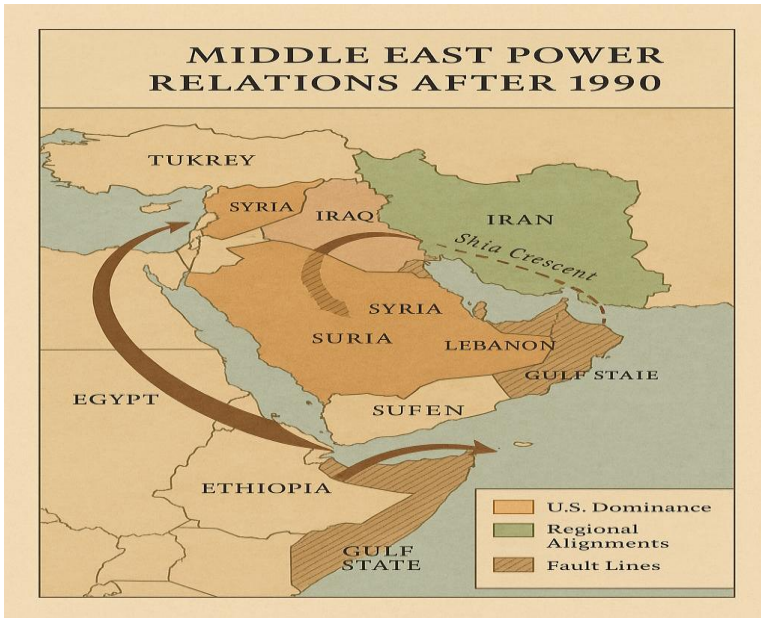 MIDDLE EAST POWER
RELATIONS AFTER 1990
TUKREY
SYRIA
IRAQ
IRAN
Shia Crescent
SYRIA
SURIA
LEBANON
GULF STAIE
EGYPT
SUFEN
ETHIOPIA
GULF
STATE
U.S. Dominance
Regional
Alignments
Fault Lines